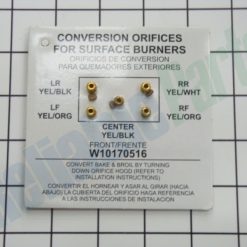 CONVERSION ORIFICES
FOR SURFACE BURNERS
ORIFICIOS DE CONVERSION
PARA QUEMADORES EXTERIORES
LR
YEL/BLK
RR
YEL/WHT
LF
YEL/ORG
RF
YEL/ORG
CENTER
YEL/BLK
FRONT/FRENTE
W10170516
CONVERT BAKE & BROIL BY TURNING
DOWN ORIFICE HOOD (REFER TO
INSTALLATION INSTRUCTIONS)
CONVERTIR EL HORNEAR Y ASAR AL GIRAR (HACIA
ABAJO) LA CUBIERTA DEL ORIFICIO (CONSULTAR
A LAS INSTRUCCIONES DE INSTALACION)